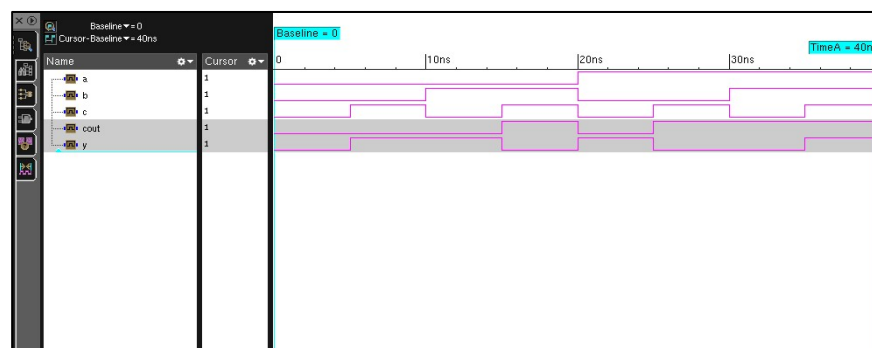 Baseline▼= 0
Cursor-Baseline▼= 40ns
Baseline = 0
TimeA = 40n
Name
Cursor
0
10ns
20ns
30ns
a
1
b
1
c
1
cout
1
y
1